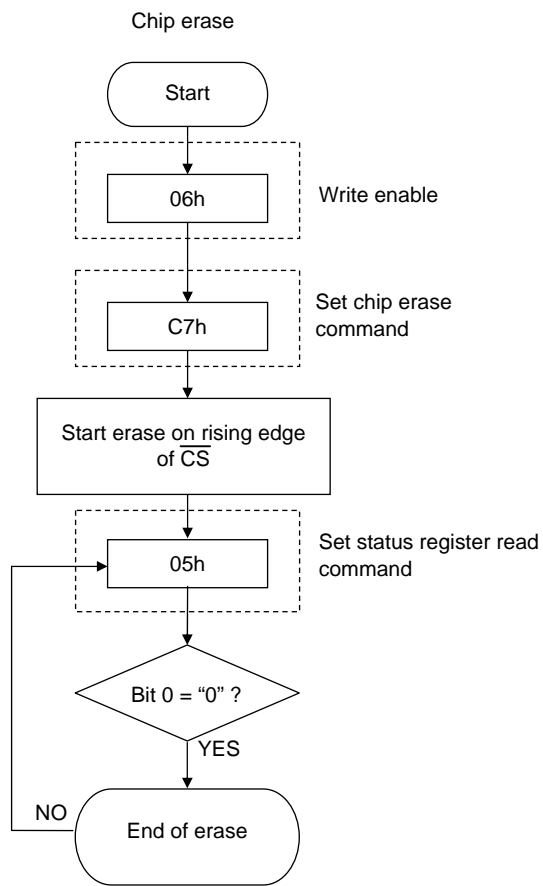 Chip erase
Start
06h
Write enable
C7h
Set chip erase
command
Start erase on rising edge
of C̅S̅
05h
Set status register read
command
Bit 0 = “0” ?
YES
NO
End of erase